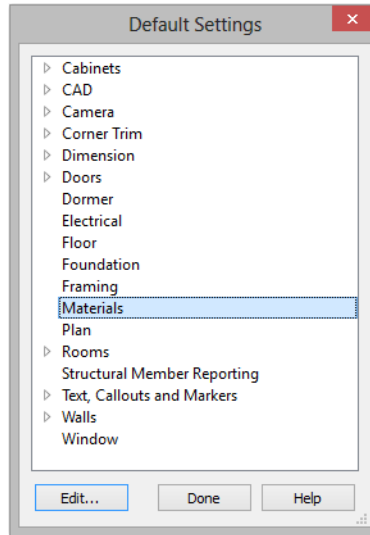 Default Settings
Cabinets
CAD
Camera
Corner Trim
Dimension
Doors
Dormer
Electrical
Floor
Foundation
Framing
Materials
Plan
Rooms
Structural Member Reporting
Text, Callouts and Markers
Walls
Window
Edit... Done Help